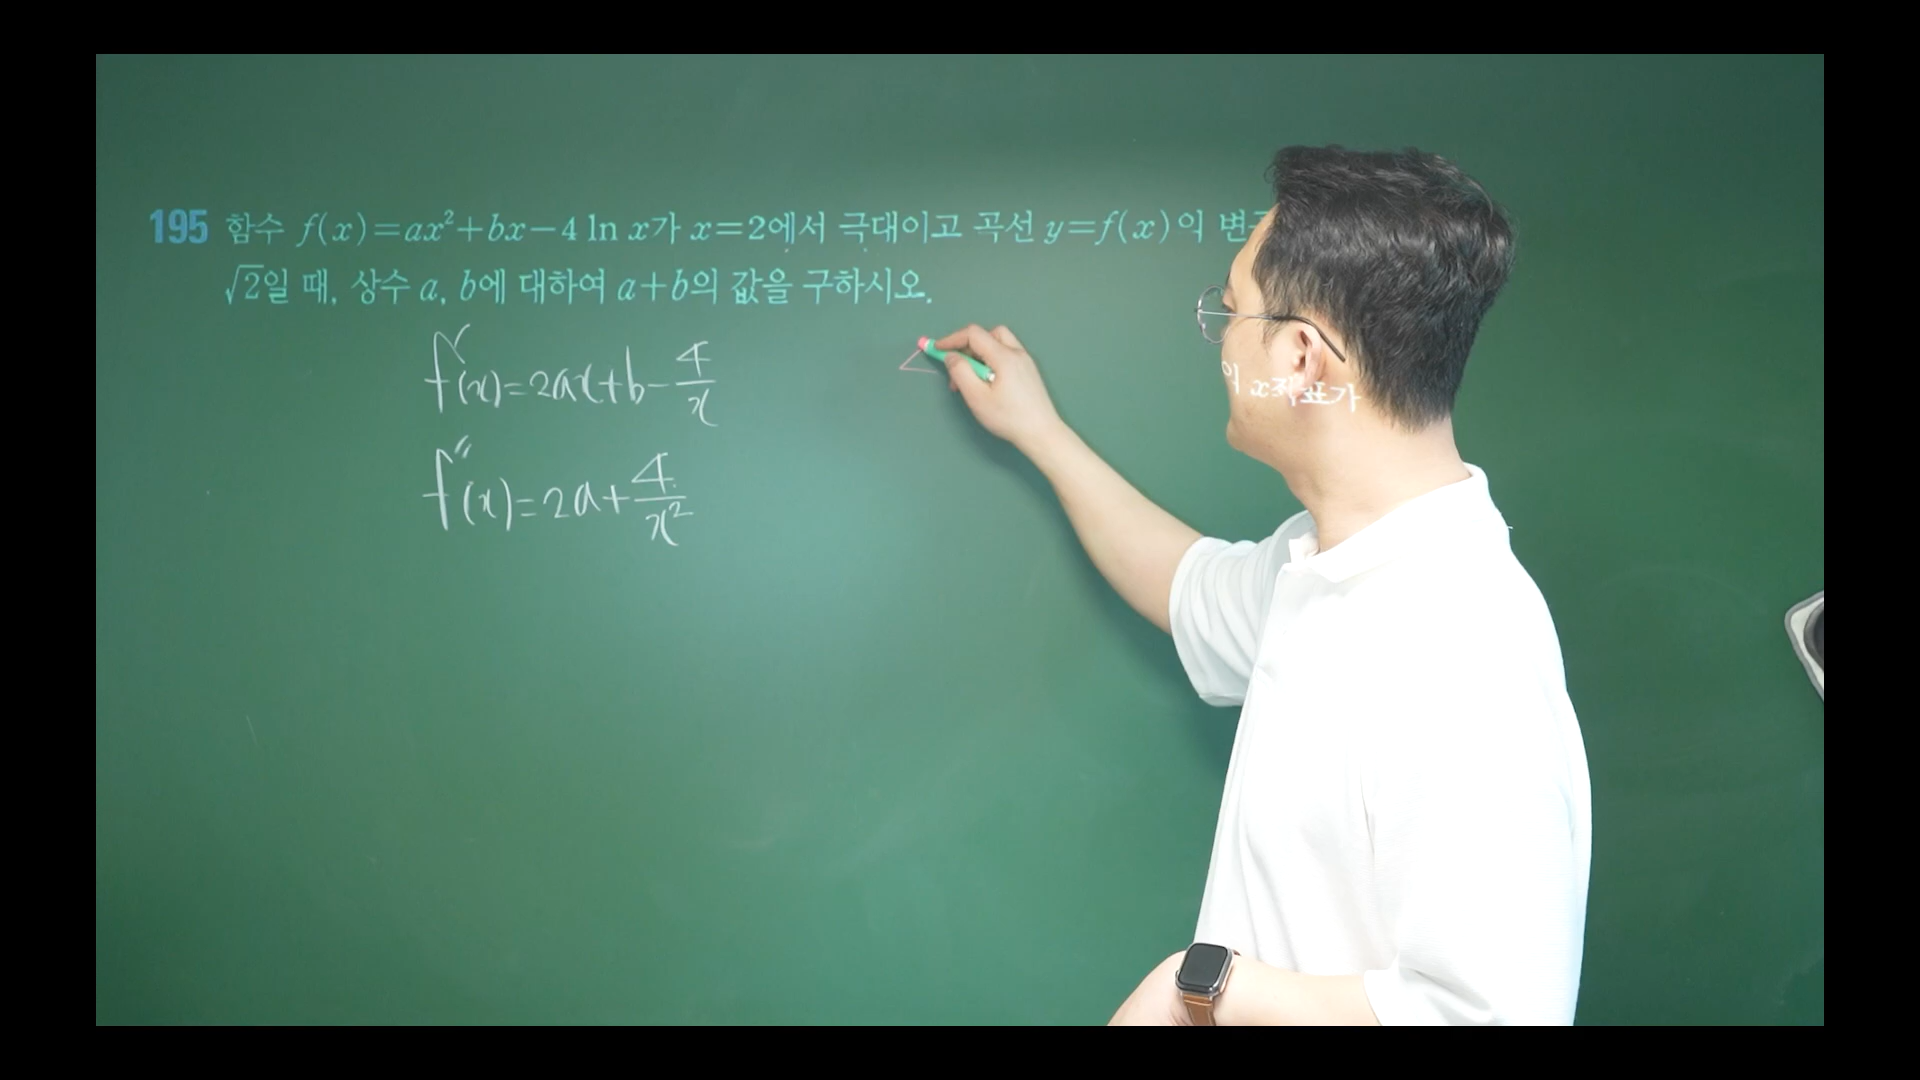 195 함수 f(x)=ax²+bx−4 ln x가 x=2에서 극대이고 곡선 y=f(x)의 변
의 x좌표가
√2일 때, 상수 a, b에 대하여 a+b의 값을 구하시오.
f'(x)=2ax+b−4/x
f''(x)=2a+4/x²